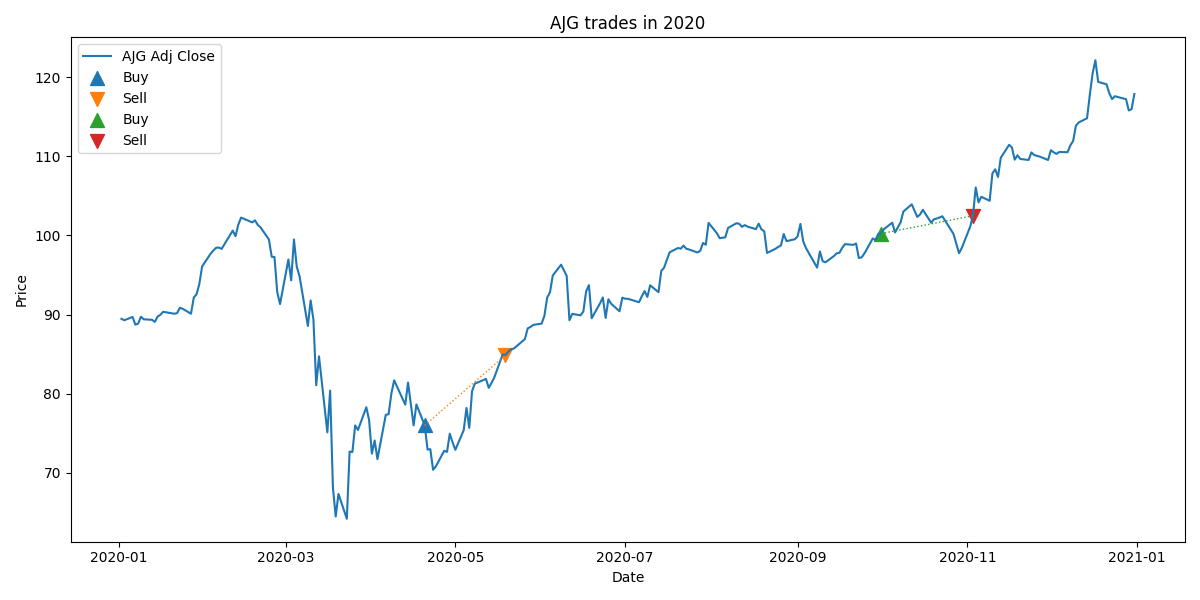 AJG trades in 2020
AJG Adj Close
Buy
Sell
Buy
Sell
Price
120
110
100
90
80
70
2020-01
2020-03
2020-05
2020-07
2020-09
2020-11
2021-01
Date